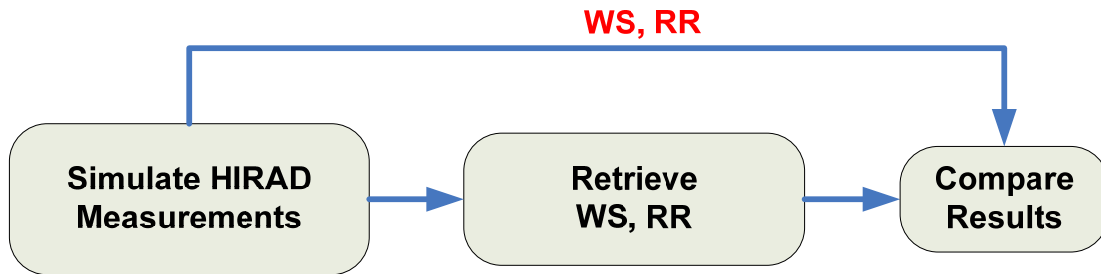 WS, RR
Simulate HIRAD
Measurements
Retrieve
WS, RR
Compare
Results